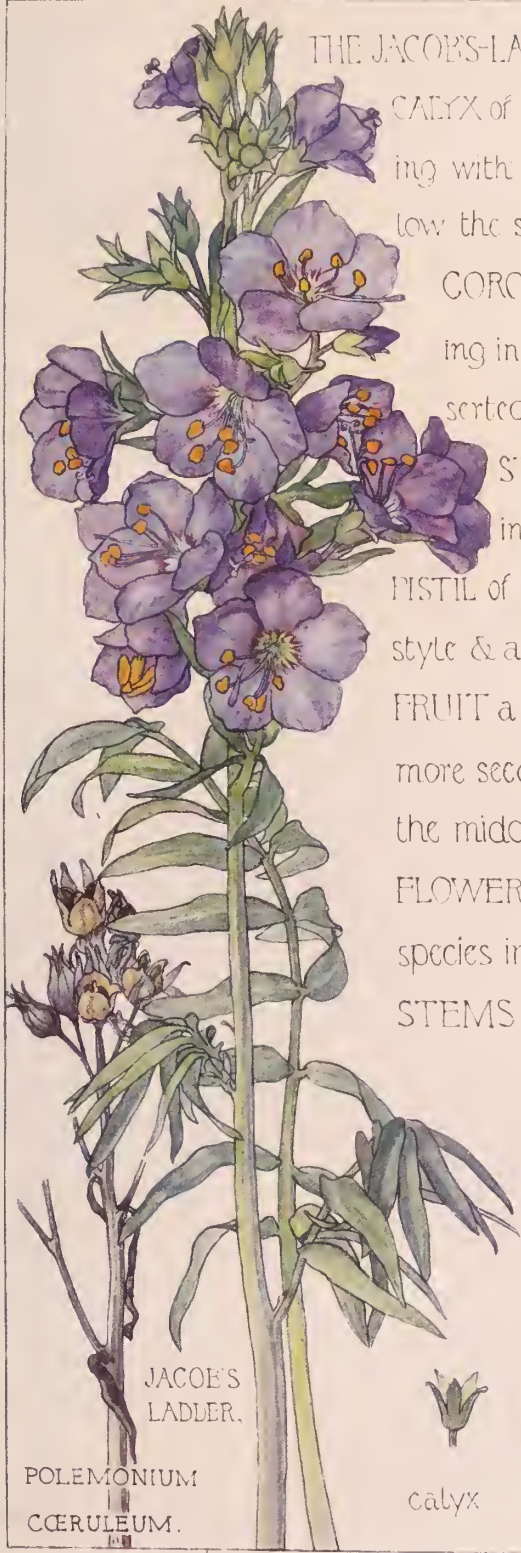 THE JACOB'S-LA
CALYX of
ing with
low the s
CORO
ing in
serted
S
in
PISTIL of
style & a
FRUIT a
more seed
the midd
FLOWER
species in
STEMS
JACOB'S
LADDER.
POLEMONIUM
CŒRULEUM.
calyx